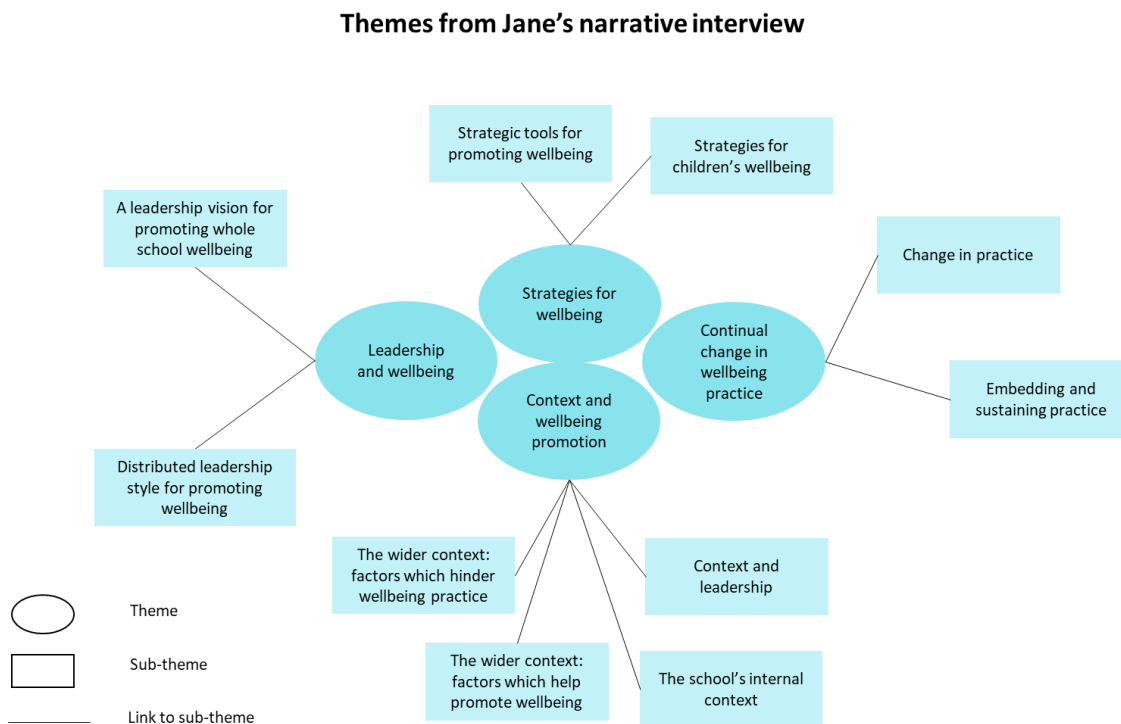 Themes from Jane's narrative interview
Strategic tools for
promoting wellbeing
Strategies for
children's wellbeing
A leadership vision for
promoting whole
school wellbeing
Change in practice
Strategies for
wellbeing
Leadership
and wellbeing
Continual
change in
wellbeing
practice
Context and
wellbeing
promotion
Embedding and
sustaining practice
Distributed leadership
style for promoting
wellbeing
The wider context:
factors which hinder
wellbeing practice
Context and
leadership
The wider context:
factors which help
promote wellbeing
The school's internal
context
Theme
Sub-theme
Link to sub-theme